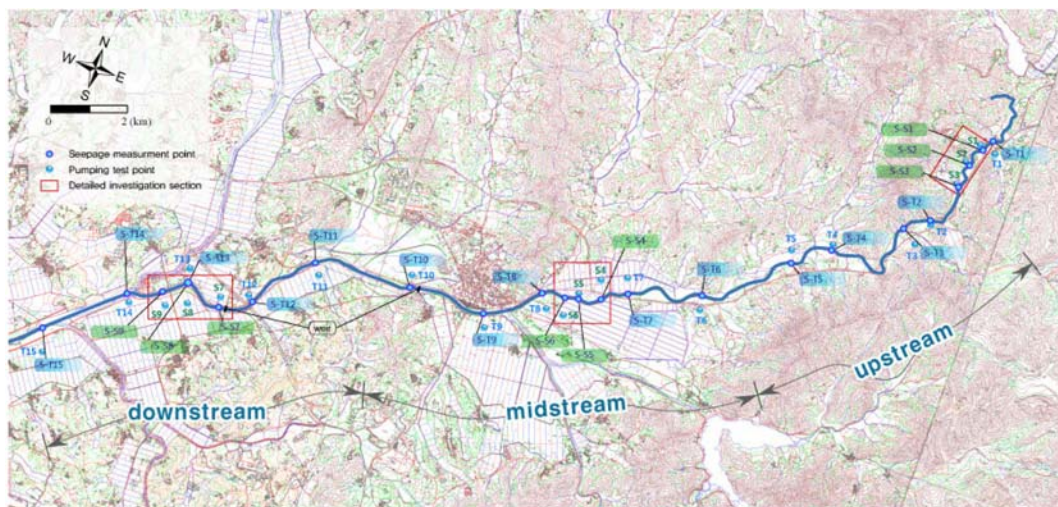 N
W
E
S
0 2 (km)
Seepage measurment point
Pumping test point
Detailed investigation section
S-S1
S-S2
S-S3
S1
S2
S3
S-T1
T1
S-T2
T2
S-T3
T3
S-T4
T4
T5
S-T5
S-T6
T6
S-S4
S4
T7
S-T7
S5
S6
S-S5
S-S6
S-T8
T8
S-T9
T9
S-T10
T10
weir
S-T11
T11
S-T12
T12
S-T13
T13
S7
S-S7
S8
S-S8
S9
S-S9
S-T14
T14
T15
S-T15
downstream
midstream
upstream